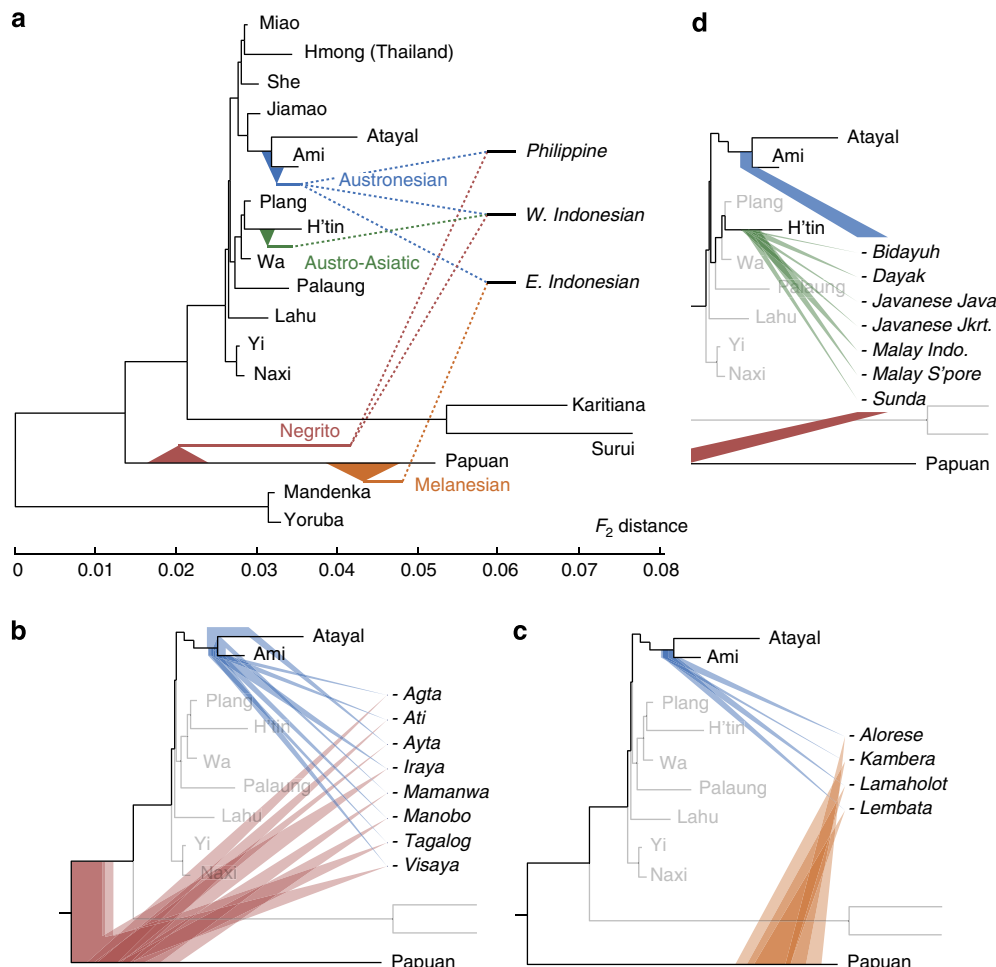 a
Miao
Hmong (Thailand)
She
Jiamao
Atayal
Ami
Austronesian
Plang
H'tin
Wa
Austro-Asiatic
Palaung
Lahu
Yi
Naxi
Karitiana
Surui
Negrito
Papuan
Melanesian
Mandenka
Yoruba
Philippine
W. Indonesian
E. Indonesian
F2 distance
0 0.01 0.02 0.03 0.04 0.05 0.06 0.07 0.08
d
Atayal
Ami
Plang
H'tin
Wa
Palaung
Lahu
Yi
Naxi
- Bidayuh
- Dayak
- Javanese Java
- Javanese Jkrt.
- Malay Indo.
- Malay S'pore
- Sunda
Papuan
b
Atayal
Ami
Plang
H'tin
Wa
Palaung
Lahu
Yi
Naxi
- Agta
- Ati
- Ayta
- Iraya
- Mamanwa
- Manobo
- Tagalog
- Visaya
Papuan
c
Atayal
Ami
Plang
H'tin
Wa
Palaung
Lahu
Yi
Naxi
- Alorese
- Kambera
- Lamaholot
- Lembata
Papuan